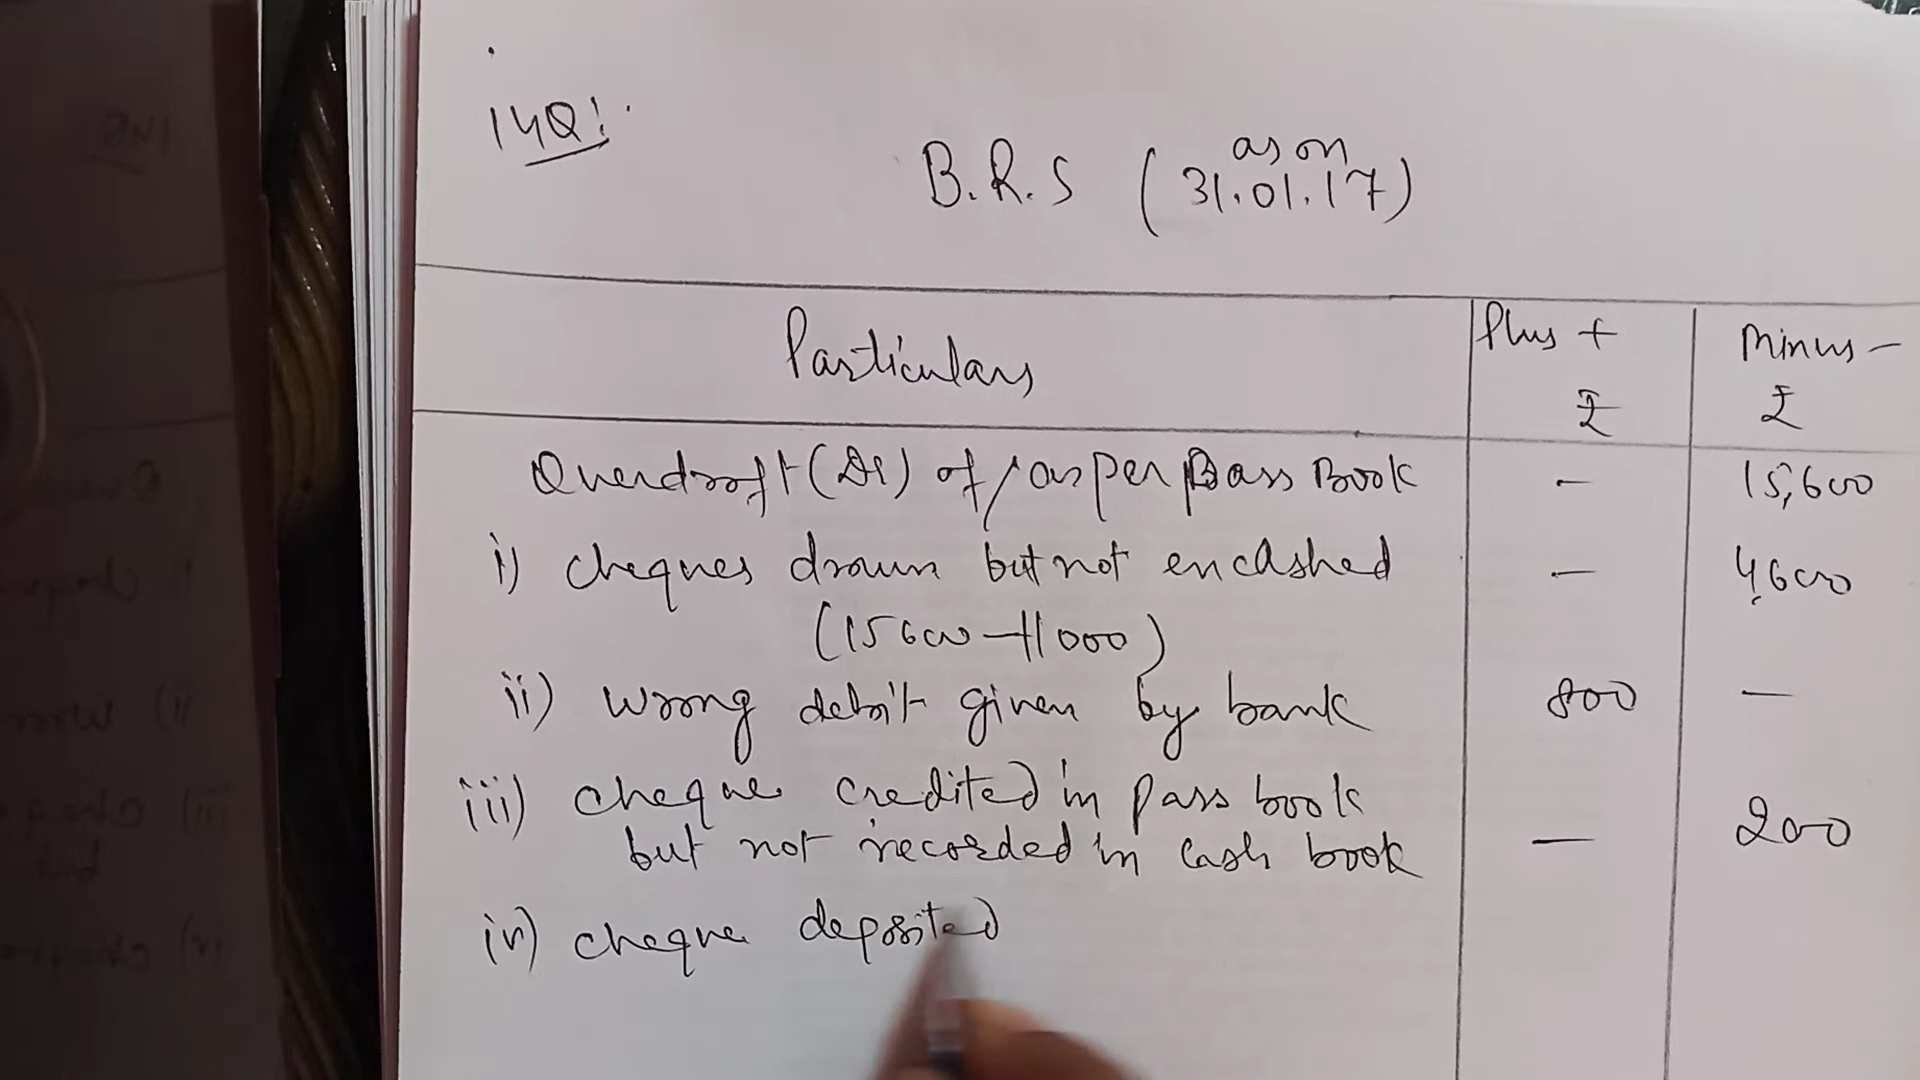 14Q!
B.R.S (as on 31.01.17)
Particulars Plus + ₹ Minus - ₹
Overdraft (Dr) of/as per Pass Book - 15,600
i) cheques drawn but not encashed - 4,600
(15600-11000)
ii) wrong debit given by bank 800 -
iii) cheque credited in pass book
but not recorded in cash book - 200
iv) cheque deposited